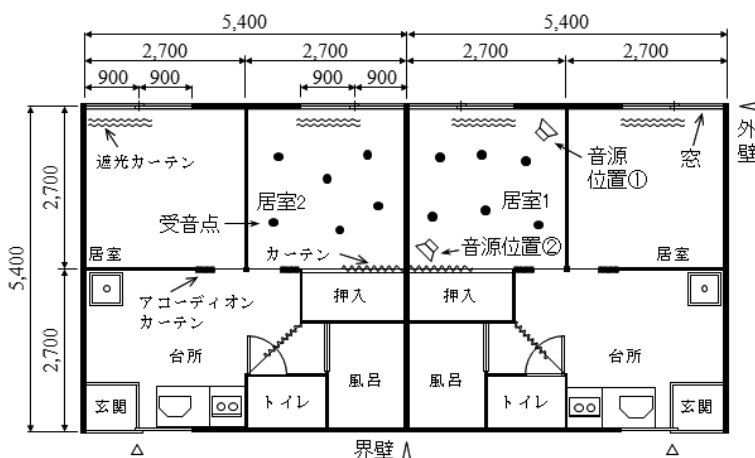 5,400
5,400
2,700
2,700
2,700
2,700
900
900
900
900
外壁
遮光カーテン
音源
位置①
窓
居室2
居室1
受音点
カーテン
音源位置②
居室
居室
2,700
5,400
2,700
アコーディオン
カーテン
押入
押入
台所
台所
風呂
風呂
玄関
トイレ
トイレ
玄関
界壁